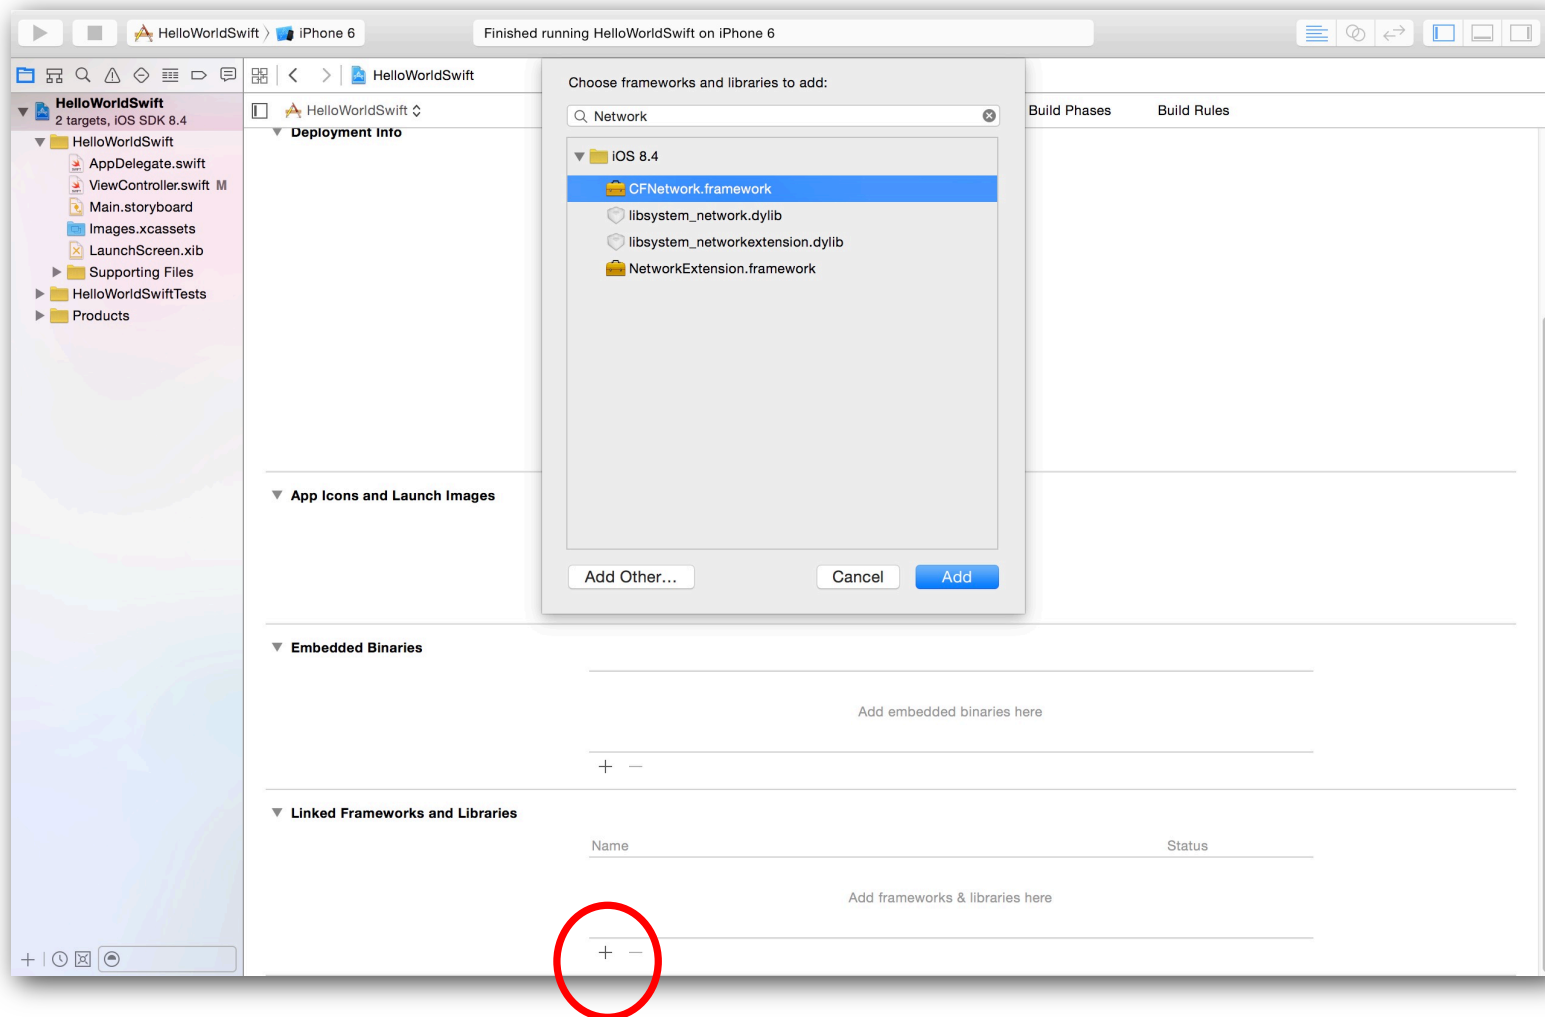 HelloWorldSwift
iPhone 6
Finished running HelloWorldSwift on iPhone 6
HelloWorldSwift
HelloWorldSwift
2 targets, iOS SDK 8.4
HelloWorldSwift
AppDelegate.swift
ViewController.swift M
Main.storyboard
Images.xcassets
LaunchScreen.xib
Supporting Files
HelloWorldSwiftTests
Products
HelloWorldSwift
Build Phases
Build Rules
Deployment Info
Choose frameworks and libraries to add:
Network
iOS 8.4
CFNetwork.framework
libsystem_network.dylib
libsystem_networkextension.dylib
NetworkExtension.framework
Add Other...
Cancel
Add
App Icons and Launch Images
Embedded Binaries
Add embedded binaries here
Linked Frameworks and Libraries
Name
Status
Add frameworks & libraries here